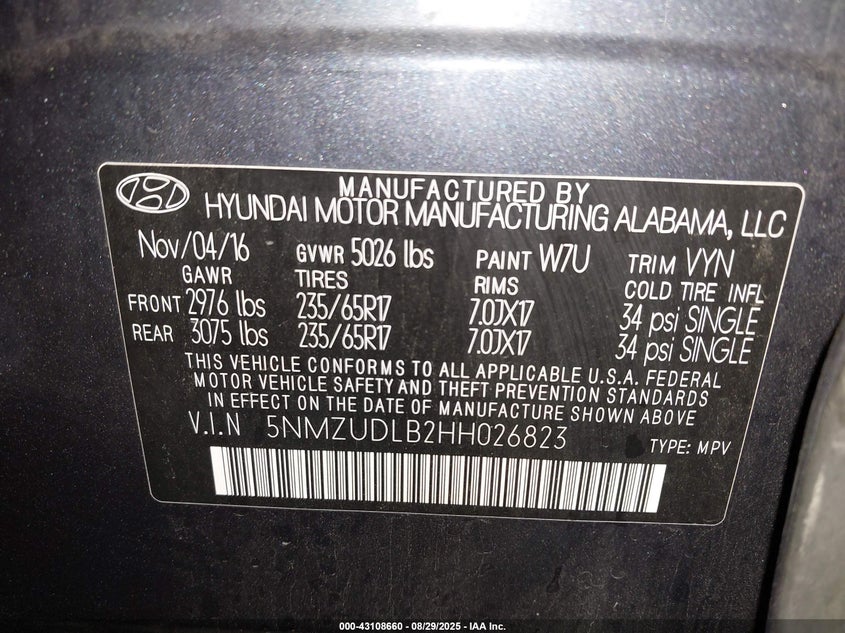 MANUFACTURED BY
HYUNDAI MOTOR MANUFACTURING ALABAMA, LLC
Nov/04/16 GVWR 5026 lbs PAINT W7U TRIM VYN
GAWR TIRES RIMS COLD TIRE INFL
FRONT 2976 lbs 235/65R17 7.0JX17 34 psi SINGLE
REAR 3075 lbs 235/65R17 7.0JX17 34 psi SINGLE
THIS VEHICLE CONFORMS TO ALL APPLICABLE U.S.A. FEDERAL
MOTOR VEHICLE SAFETY AND THEFT PREVENTION STANDARDS
IN EFFECT ON THE DATE OF MANUFACTURE SHOWN ABOVE
V.I.N 5NMZUDLB2HH026823 TYPE: MPV
000-43108660 - 08/29/2025 - IAA Inc.